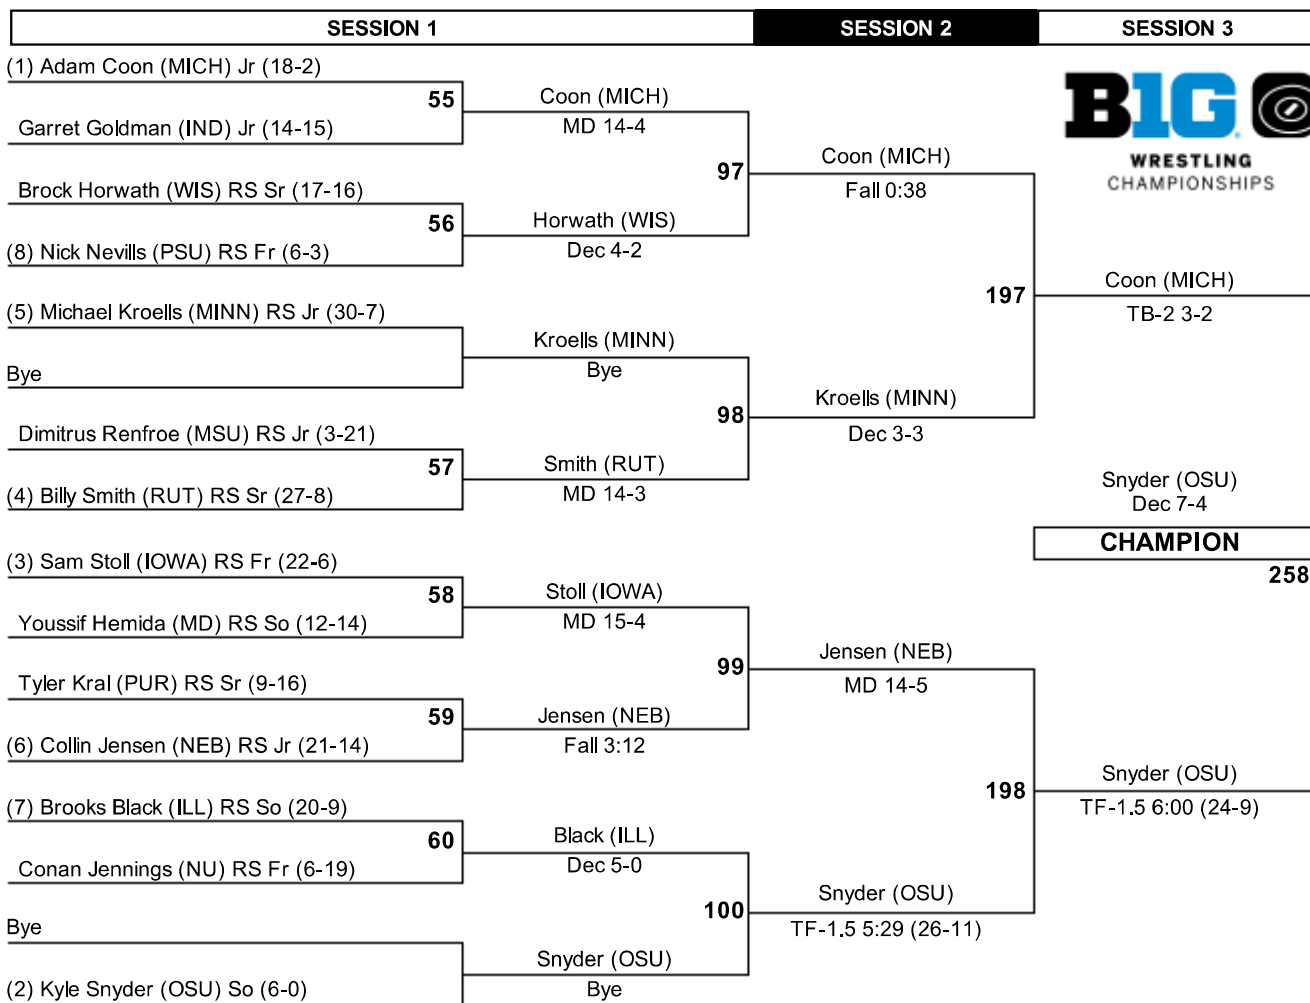 SESSION 1
SESSION 2
SESSION 3
(1) Adam Coon (MICH) Jr (18-2)
55
Garret Goldman (IND) Jr (14-15)
Coon (MICH)
MD 14-4
97
Brock Horwath (WIS) RS Sr (17-16)
56
(8) Nick Nevills (PSU) RS Fr (6-3)
Horwath (WIS)
Dec 4-2
Coon (MICH)
Fall 0:38
197
(5) Michael Kroells (MINN) RS Jr (30-7)
Bye
Kroells (MINN)
Bye
98
Dimitrus Renfroe (MSU) RS Jr (3-21)
57
(4) Billy Smith (RUT) RS Sr (27-8)
Smith (RUT)
MD 14-3
Kroells (MINN)
Dec 3-3
(3) Sam Stoll (IOWA) RS Fr (22-6)
58
Youssif Hemida (MD) RS So (12-14)
Stoll (IOWA)
MD 15-4
99
Tyler Kral (PUR) RS Sr (9-16)
59
(6) Collin Jensen (NEB) RS Jr (21-14)
Jensen (NEB)
Fall 3:12
Jensen (NEB)
MD 14-5
198
(7) Brooks Black (ILL) RS So (20-9)
60
Conan Jennings (NU) RS Fr (6-19)
Black (ILL)
Dec 5-0
100
Bye
(2) Kyle Snyder (OSU) So (6-0)
Snyder (OSU)
Bye
Snyder (OSU)
TF-1.5 5:29 (26-11)
B1G
WRESTLING
CHAMPIONSHIPS
Coon (MICH)
TB-2 3-2
Snyder (OSU)
Dec 7-4
CHAMPION
258
Snyder (OSU)
TF-1.5 6:00 (24-9)